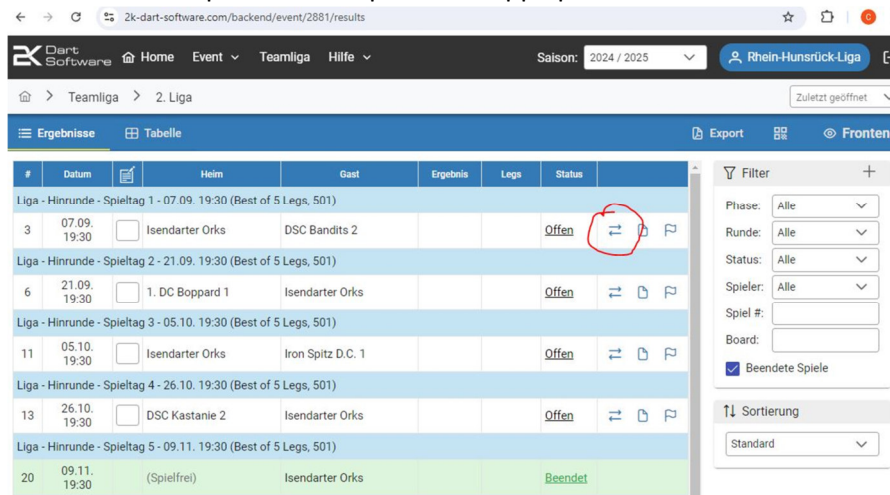 2k-dart-software.com/backend/event/2881/results
2K Dart Software Home Event Teamliga Hilfe Saison: 2024 / 2025 Rhein-Hunsrück-Liga
Teamliga > 2. Liga Zuletzt geöffnet
Ergebnisse Tabelle Export Fronten
# Datum Heim Gast Ergebnis Legs Status
Liga - Hinrunde - Spieltag 1 - 07.09. 19:30 (Best of 5 Legs, 501)
3 07.09. 19:30 Isendarter Orks DSC Bandits 2 Offen
Liga - Hinrunde - Spieltag 2 - 21.09. 19:30 (Best of 5 Legs, 501)
6 21.09. 19:30 1. DC Boppard 1 Isendarter Orks Offen
Liga - Hinrunde - Spieltag 3 - 05.10. 19:30 (Best of 5 Legs, 501)
11 05.10. 19:30 Isendarter Orks Iron Spitz D.C. 1 Offen
Liga - Hinrunde - Spieltag 4 - 26.10. 19:30 (Best of 5 Legs, 501)
13 26.10. 19:30 DSC Kastanie 2 Isendarter Orks Offen
Liga - Hinrunde - Spieltag 5 - 09.11. 19:30 (Best of 5 Legs, 501)
20 09.11. 19:30 (Spielfrei) Isendarter Orks Beendet
Filter
Phase: Alle
Runde: Alle
Status: Alle
Spieler: Alle
Spiel #:
Board:
Beendete Spiele
Sortierung
Standard